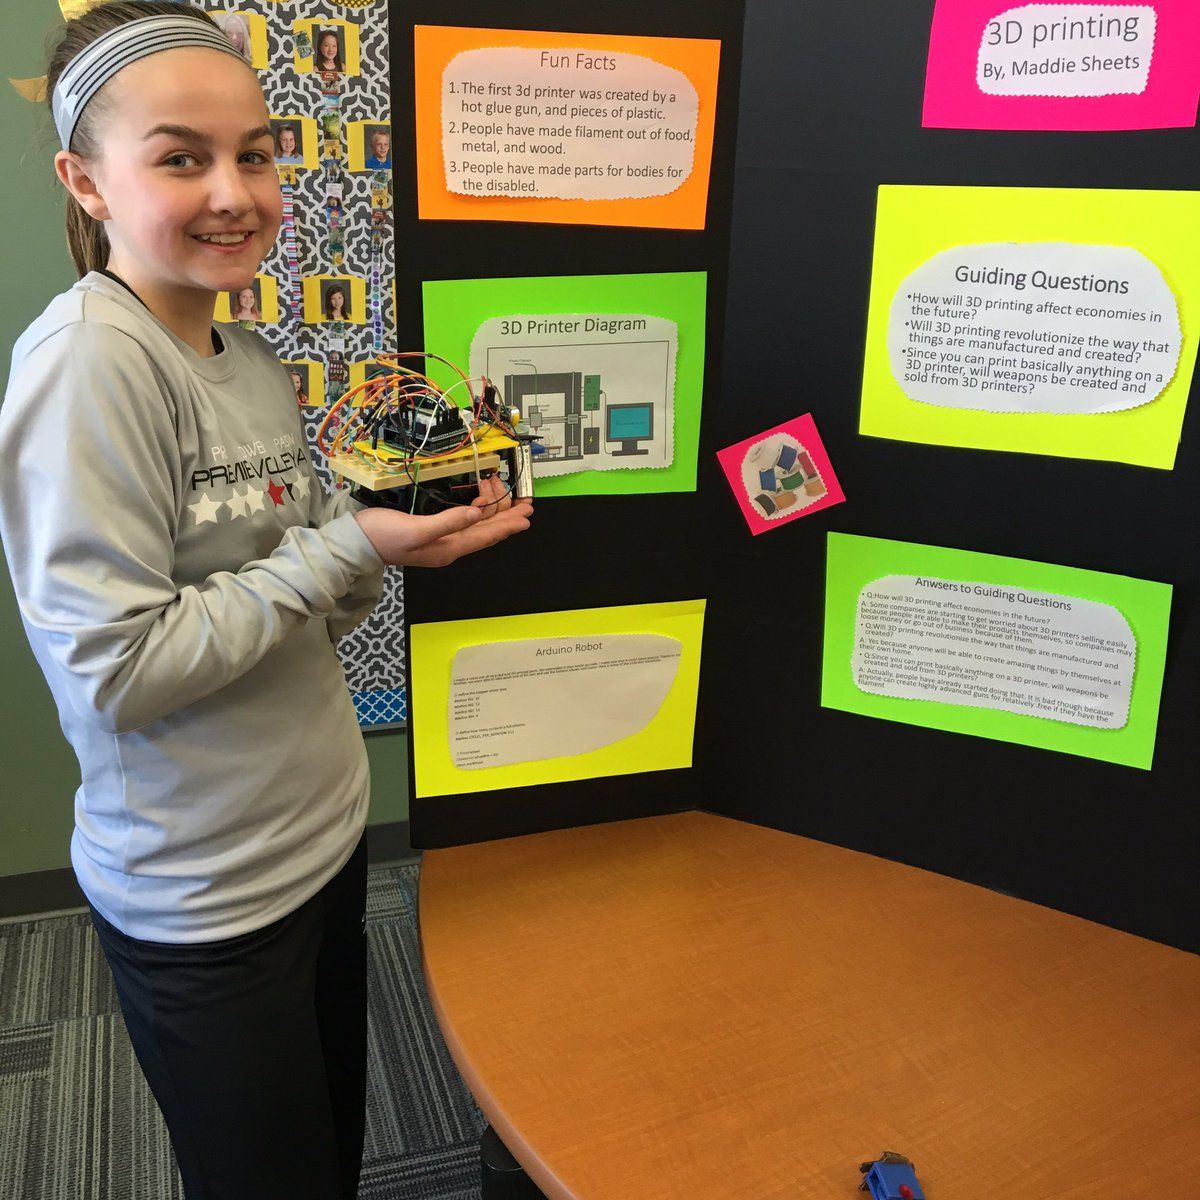 Fun Facts
1. The first 3d printer was created by a
hot glue gun, and pieces of plastic.
2. People have made filament out of food,
metal, and wood.
3. People have made parts for bodies for
the disabled.
3D Printer Diagram
Arduino Robot
3D printing
By, Maddie Sheets
Guiding Questions
•How will 3D printing affect economies in
the future?
•Will 3D printing revolutionize the way that
things are manufactured and created?
•Since you can print basically anything on a
3D printer, will weapons be created and
sold from 3D printers?
Anwsers to Guiding Questions
• Q:How will 3D printing affect economies in the future?
A: Some companies are starting to get worried about 3D printers selling easily
because people are able to make their products themselves, so companies may
loose money or go out of business because of them.
• Q:Will 3D printing revolutionize the way that things are manufactured and
created?
A: Yes because anyone will be able to create amazing things by themselves at
their own home.
• Q:Since you can print basically anything on a 3D printer, will weapons be
created and sold from 3D printers?
A: Actually, people have already started doing that. It is bad though because
anyone can create highly advanced guns for relatively .free if they have the
filament